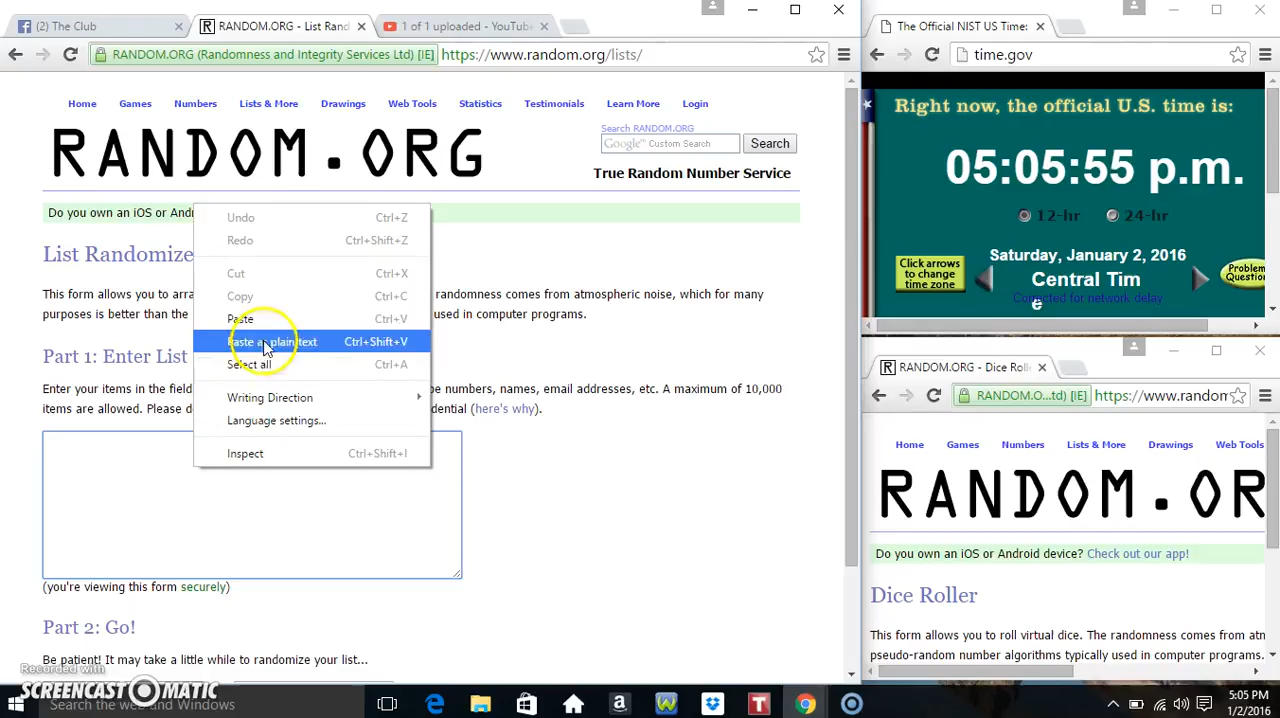 (2) The Club
RANDOM.ORG - List Rand
1 of 1 uploaded - YouTube
RANDOM.ORG (Randomness and Integrity Services Ltd) [IE]
https://www.random.org/lists/
Home Games Numbers Lists & More Drawings Web Tools Statistics Testimonials Learn More Login
RANDOM.ORG
Search RANDOM.ORG
Google™ Custom Search
Search
True Random Number Service
Do you own an iOS or Andr
List Randomize
This form allows you to arra
randomness comes from atmospheric noise, which for many
purposes is better than the
used in computer programs.
Part 1: Enter List
Enter your items in the field
be numbers, names, email addresses, etc. A maximum of 10,000
items are allowed. Please d
dential (here's why).
Undo Ctrl+Z
Redo Ctrl+Shift+Z
Cut Ctrl+X
Copy Ctrl+C
Paste Ctrl+V
Paste as plain text Ctrl+Shift+V
Select all Ctrl+A
Writing Direction
Language settings...
Inspect Ctrl+Shift+I
(you're viewing this form securely)
Part 2: Go!
Be patient! It may take a little while to randomize your list...
Recorded with
SCREENCAST-O-MATIC
Search the web and Windows
The Official NIST US Time:
time.gov
Right now, the official U.S. time is:
05:05:55 p.m.
12-hr 24-hr
Click arrows
to change
time zone
Saturday, January 2, 2016
Central Tim
e
Corrected for network delay
Problem
Question
RANDOM.ORG - Dice Rolle
RANDOM.O...td) [IE]
https://www.random
Home Games Numbers Lists & More Drawings Web Tools
RANDOM.OR
Do you own an iOS or Android device? Check out our app!
Dice Roller
This form allows you to roll virtual dice. The randomness comes from atm
pseudo-random number algorithms typically used in computer programs.
5:05 PM
1/2/2016